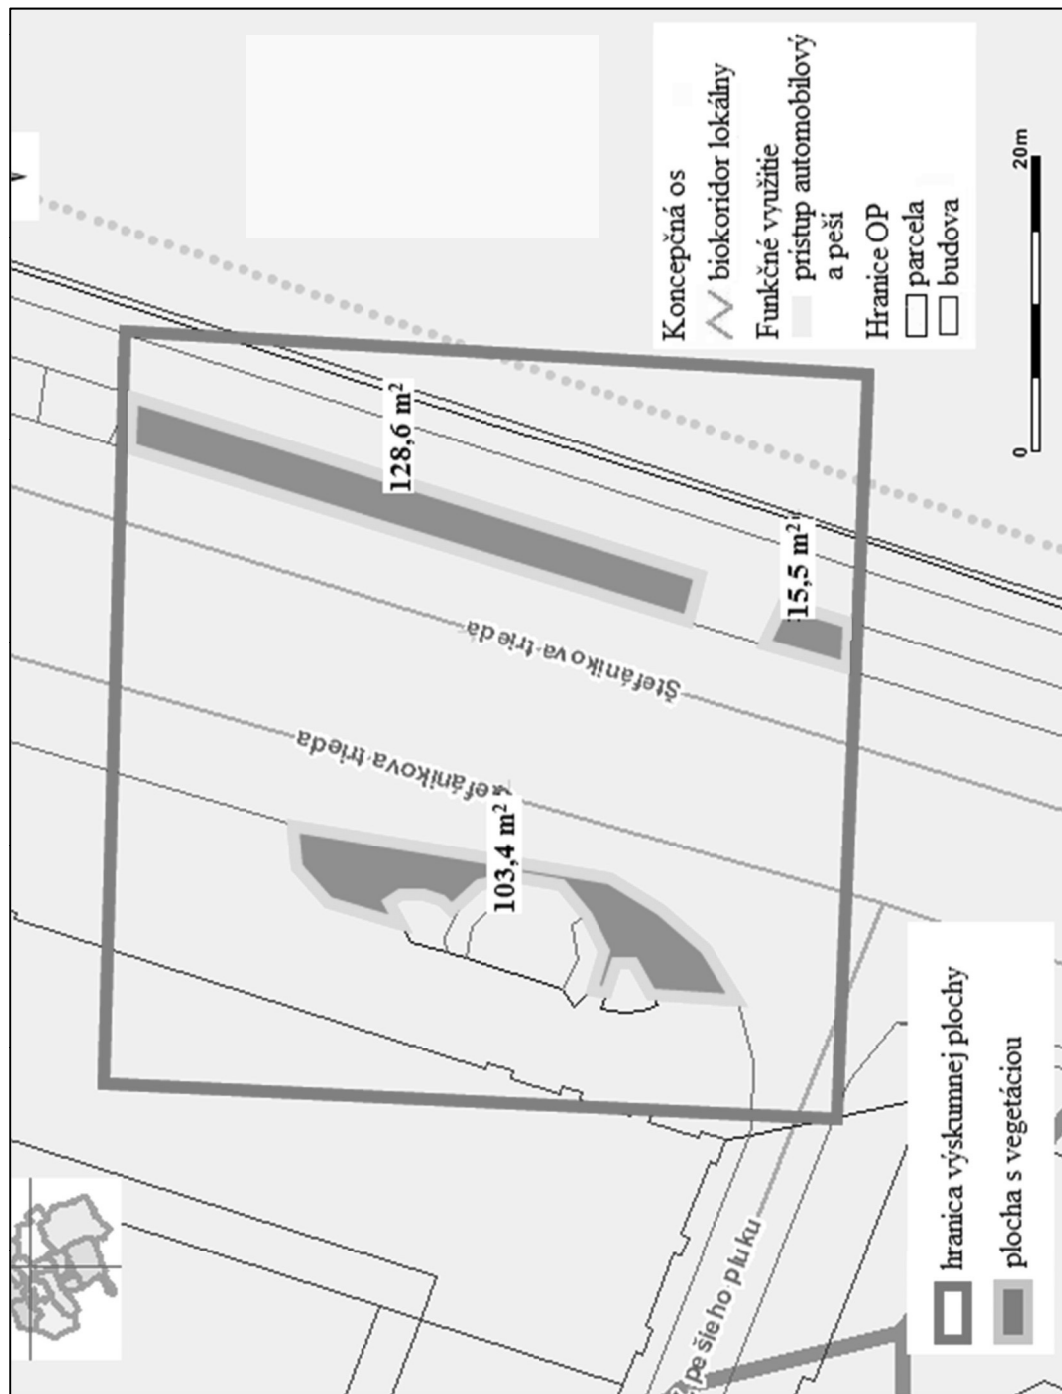 Koncepčná os
biokoridor lokálny
Funkčné využitie
prístup automobilový
a peší
Hranice OP
parcela
budova
0 20m
128,6 m²
15,5 m²
Štefánikova trieda
efánikova trieda
103,4 m²
pešieho pluku
hranica výskumnej plochy
plocha s vegetáciou